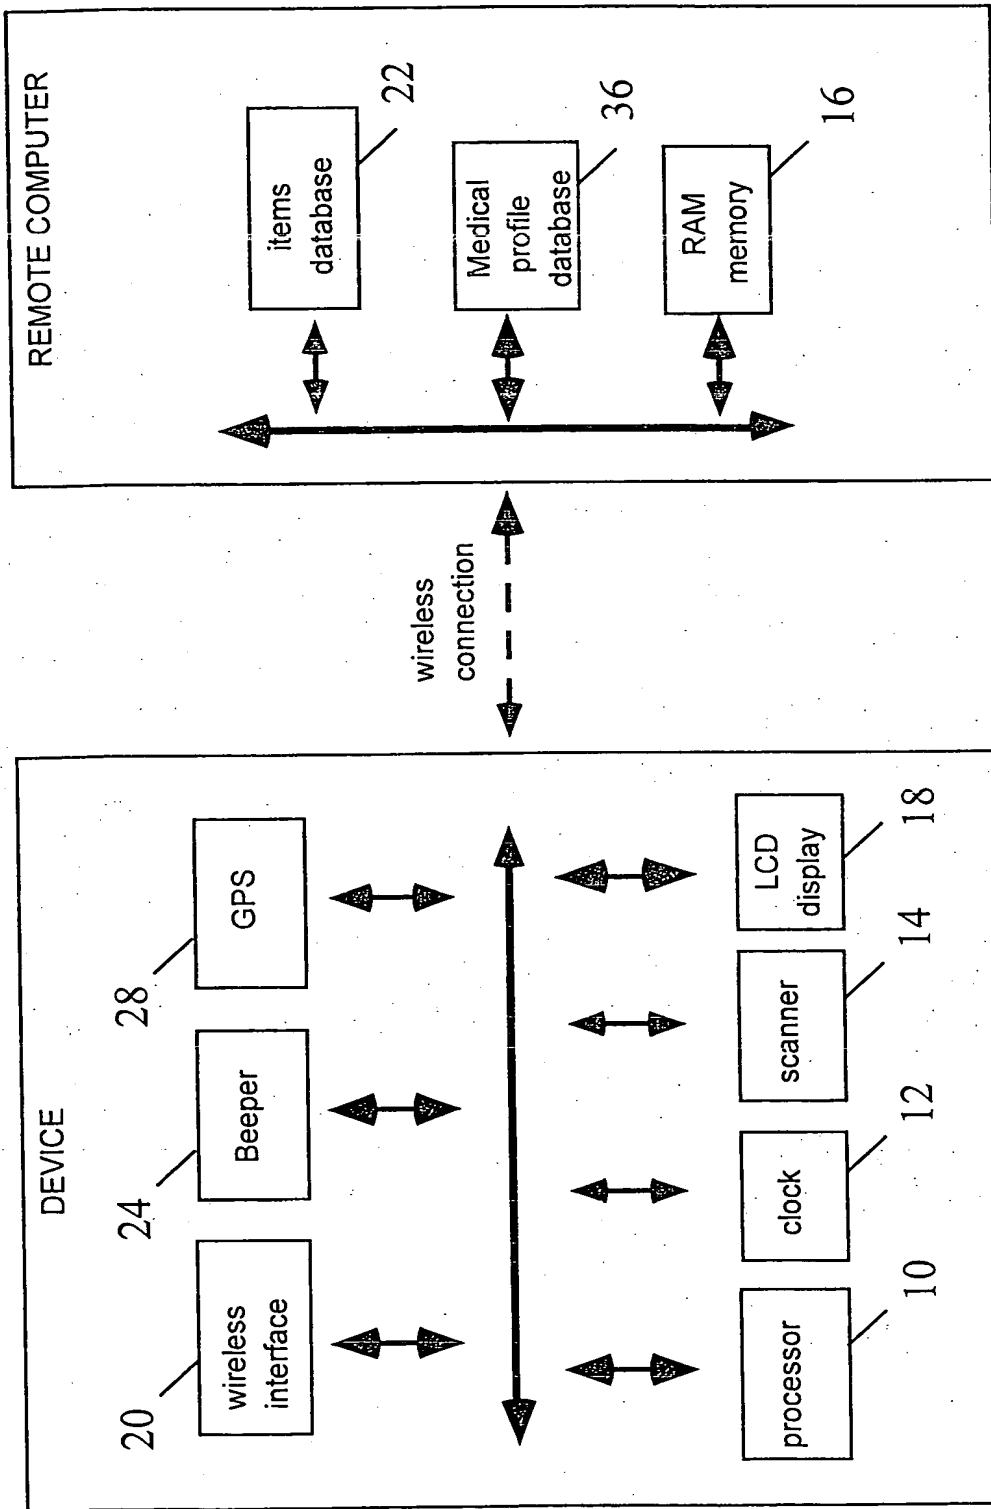 DEVICE
20
wireless
interface
24
Beeper
28
GPS
processor
10
clock
12
scanner
14
LCD
display
18
wireless
connection
REMOTE COMPUTER
items
database
22
Medical
profile
database
36
RAM
memory
16